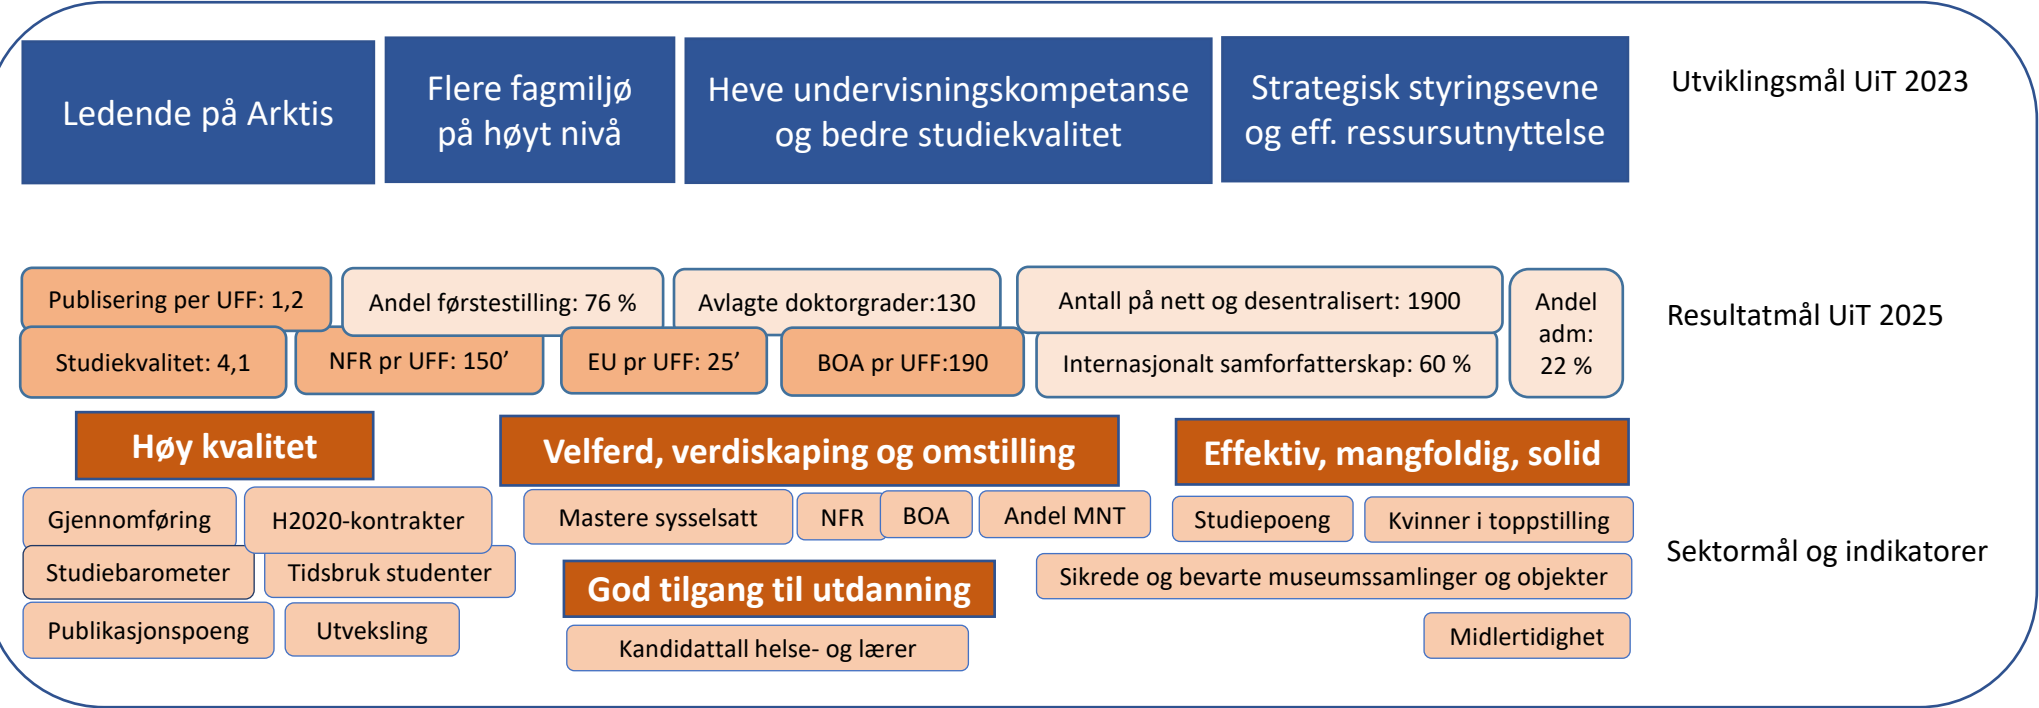 Ledende på Arktis
Flere fagmiljø
på høyt nivå
Heve undervisningskompetanse
og bedre studiekvalitet
Strategisk styringsevne
og eff. ressursutnyttelse
Utviklingsmål UiT 2023
Publisering per UFF: 1,2
Andel førstestilling: 76 %
Avlagte doktorgrader:130
Antall på nett og desentralisert: 1900
Andel
adm:
22 %
Resultatmål UiT 2025
Studiekvalitet: 4,1
NFR pr UFF: 150’
EU pr UFF: 25’
BOA pr UFF:190
Internasjonalt samforfatterskap: 60 %
Høy kvalitet
Velferd, verdiskaping og omstilling
Effektiv, mangfoldig, solid
Gjennomføring
H2020-kontrakter
Mastere sysselsatt
NFR
BOA
Andel MNT
Studiepoeng
Kvinner i toppstilling
Sektormål og indikatorer
Studiebarometer
Tidsbruk studenter
God tilgang til utdanning
Sikrede og bevarte museumssamlinger og objekter
Publikasjonspoeng
Utveksling
Kandidattall helse- og lærer
Midlertidighet